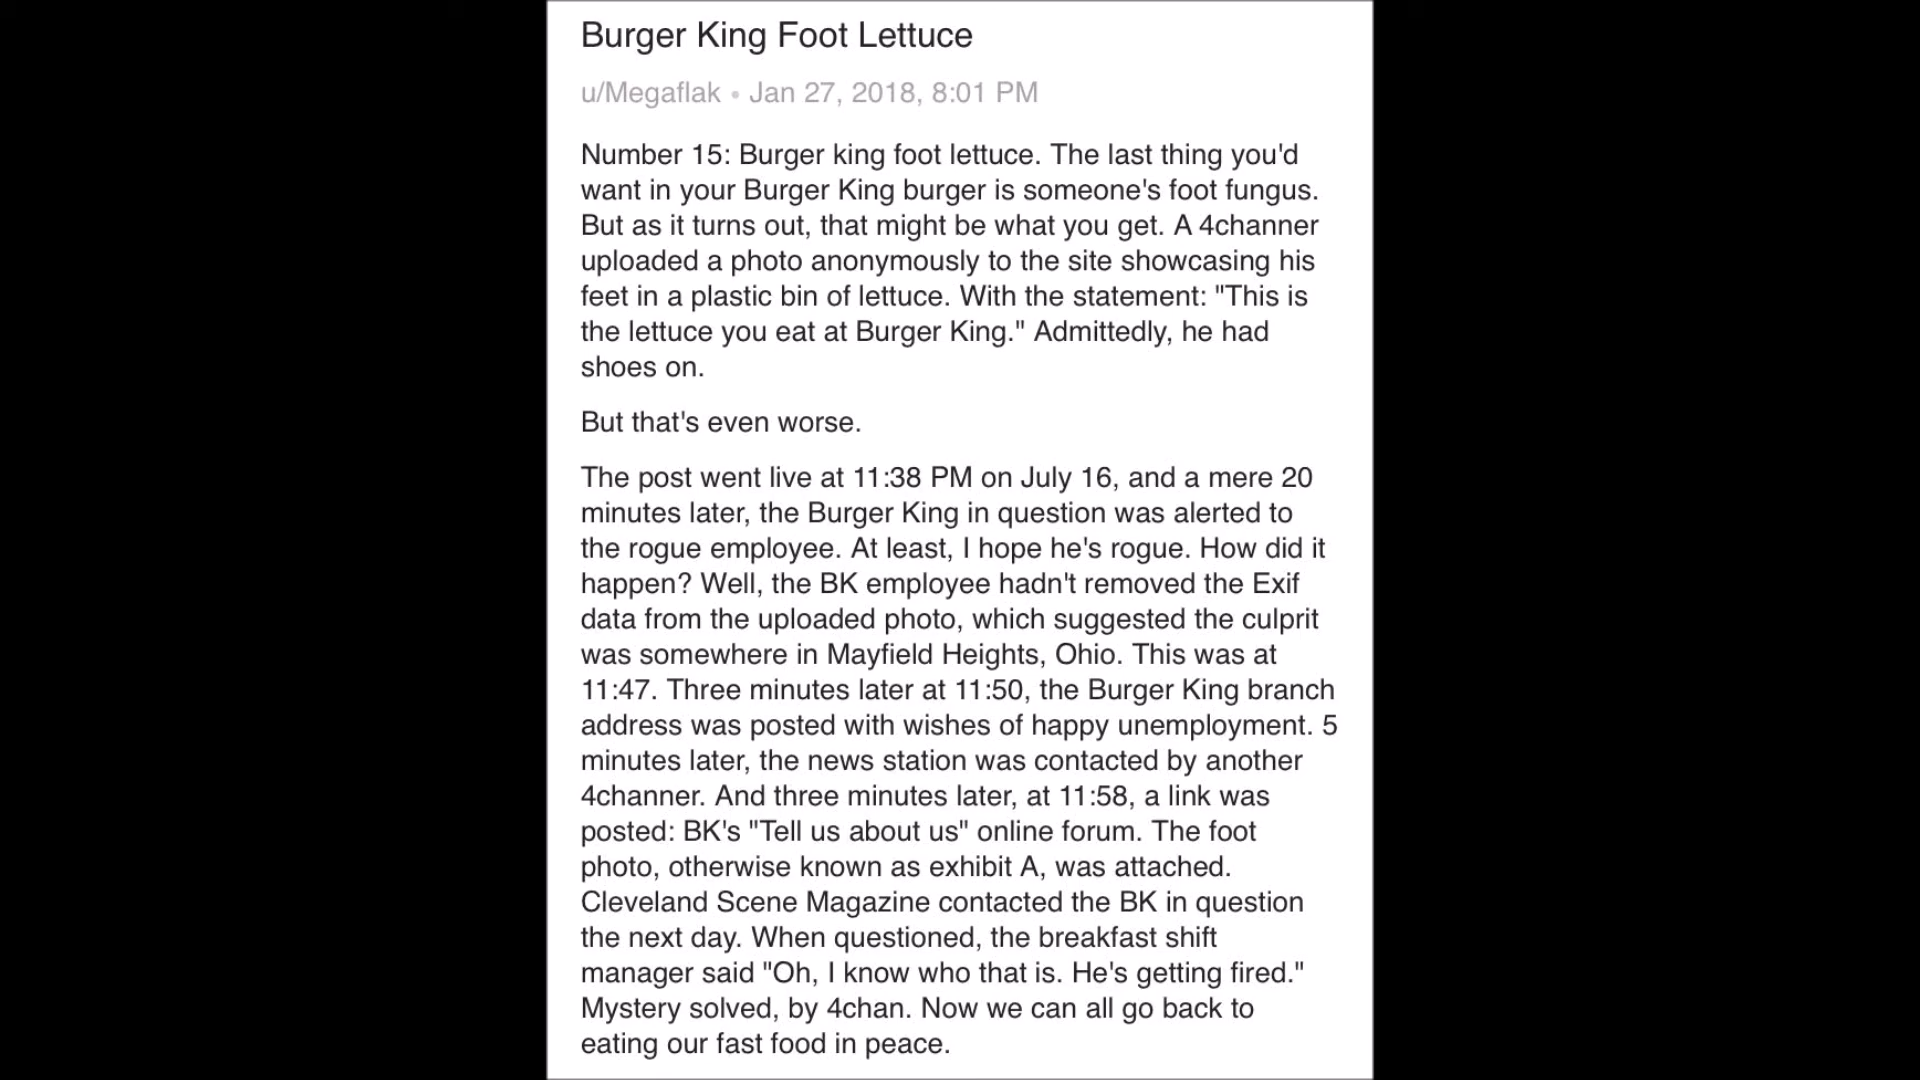 Burger King Foot Lettuce
u/Megaflak • Jan 27, 2018, 8:01 PM
Number 15: Burger king foot lettuce. The last thing you'd
want in your Burger King burger is someone's foot fungus.
But as it turns out, that might be what you get. A 4channer
uploaded a photo anonymously to the site showcasing his
feet in a plastic bin of lettuce. With the statement: "This is
the lettuce you eat at Burger King." Admittedly, he had
shoes on.
But that's even worse.
The post went live at 11:38 PM on July 16, and a mere 20
minutes later, the Burger King in question was alerted to
the rogue employee. At least, I hope he's rogue. How did it
happen? Well, the BK employee hadn't removed the Exif
data from the uploaded photo, which suggested the culprit
was somewhere in Mayfield Heights, Ohio. This was at
11:47. Three minutes later at 11:50, the Burger King branch
address was posted with wishes of happy unemployment. 5
minutes later, the news station was contacted by another
4channer. And three minutes later, at 11:58, a link was
posted: BK's "Tell us about us" online forum. The foot
photo, otherwise known as exhibit A, was attached.
Cleveland Scene Magazine contacted the BK in question
the next day. When questioned, the breakfast shift
manager said "Oh, I know who that is. He's getting fired."
Mystery solved, by 4chan. Now we can all go back to
eating our fast food in peace.